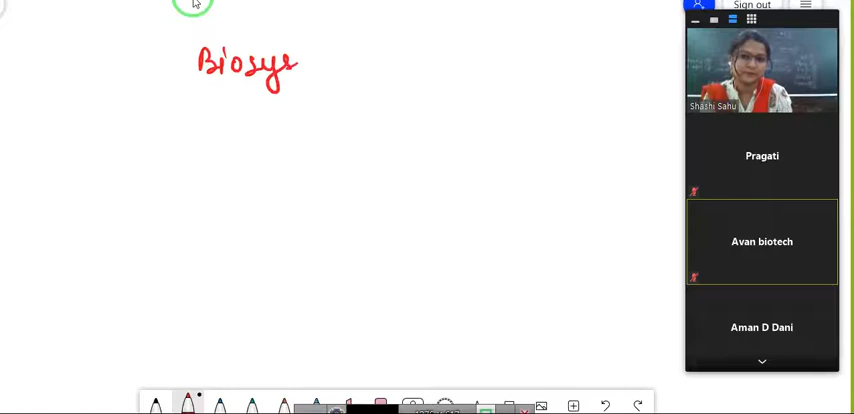 Sign out
Biosys
Shashi Sahu
Pragati
Avan biotech
Aman D Dani